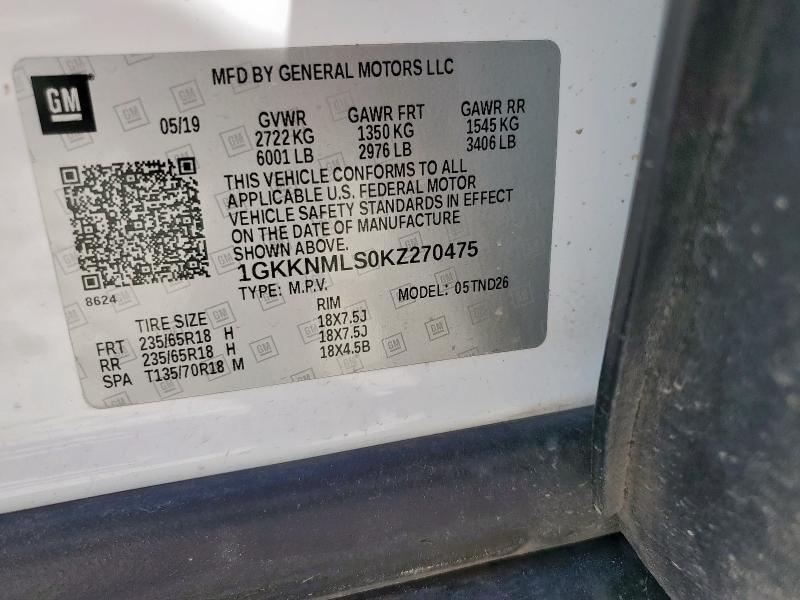 GM
MFD BY GENERAL MOTORS LLC
05/19
GVWR GAWR FRT GAWR RR
2722 KG 1350 KG 1545 KG
6001 LB 2976 LB 3406 LB
THIS VEHICLE CONFORMS TO ALL
APPLICABLE U.S. FEDERAL MOTOR
VEHICLE SAFETY STANDARDS IN EFFECT
ON THE DATE OF MANUFACTURE
SHOWN ABOVE.
1GKKNMLS0KZ270475
TYPE: M.P.V. MODEL: 05TND26
8624
TIRE SIZE RIM
FRT 235/65R18 H 18X7.5J
RR 235/65R18 H 18X7.5J
SPA T135/70R18 M 18X4.5B